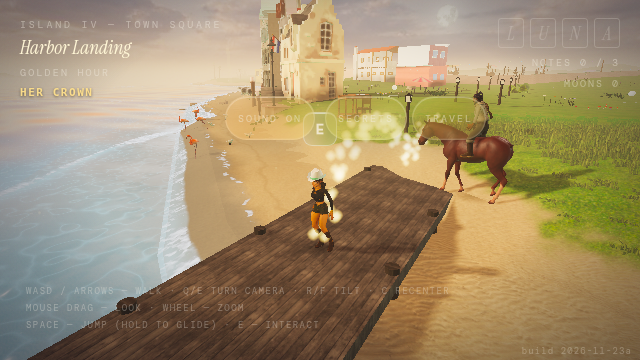 ISLAND IV — TOWN SQUARE
Harbor Landing
GOLDEN HOUR
HER CROWN
L U N A
NOTES 0 / 3
MOONS 0
SOUND ON
SECRET
TRAVEL
E
WASD / ARROWS — WALK · Q/E TURN CAMERA · R/F TILT · C RECENTER
MOUSE DRAG — LOOK · WHEEL — ZOOM
SPACE — JUMP (HOLD TO GLIDE) · E — INTERACT
build 2026-11-23a